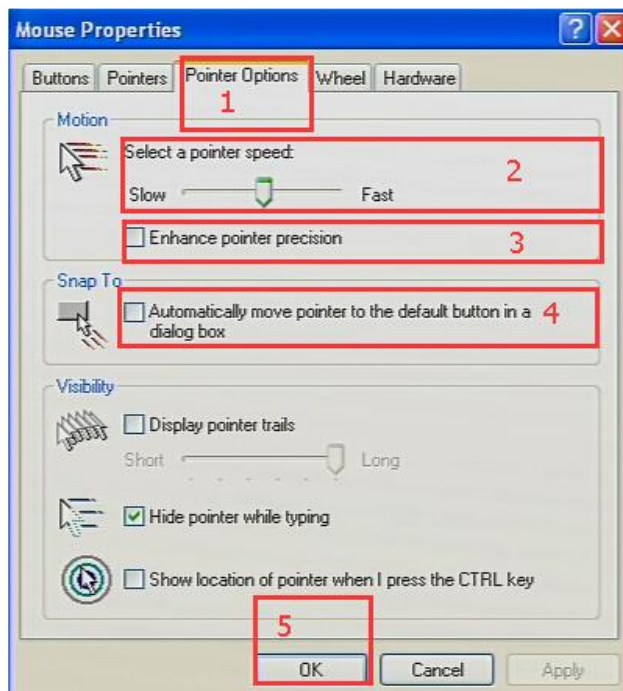 Mouse Properties
Buttons Pointers Pointer Options Wheel Hardware
1
Motion
Select a pointer speed:
2
Slow Fast
Enhance pointer precision 3
Snap To
Automatically move pointer to the default button in a 4
dialog box
Visibility
Display pointer trails
Short Long
Hide pointer while typing
Show location of pointer when I press the CTRL key
5
OK Cancel Apply